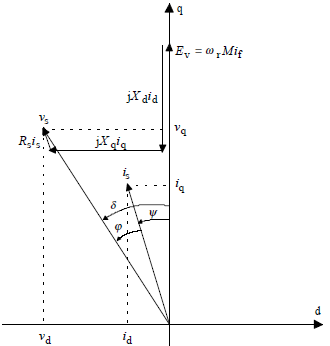 q
E_v = ω_r M i_f
jX_d i_d
v_s
v_q
R_s i_s
jX_q i_q
i_s
i_q
δ
ψ
φ
d
v_d
i_d